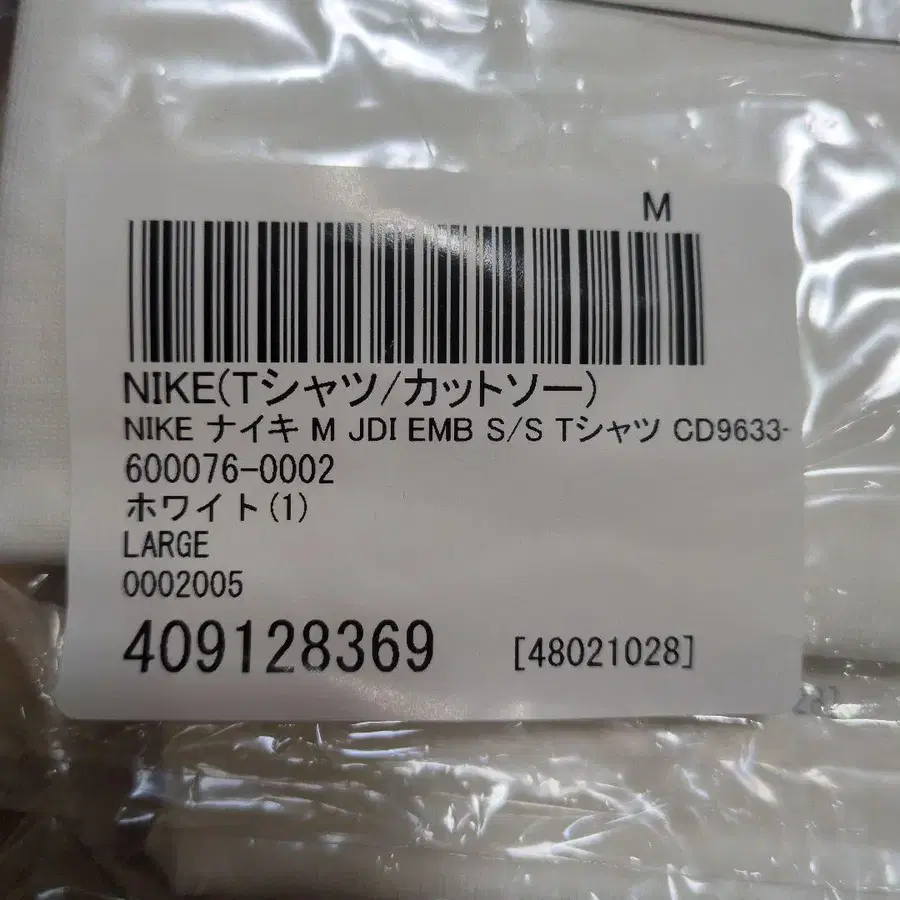 M
NIKE(Tシャツ/カットソー)
NIKE ナイキ M JDI EMB S/S Tシャツ CD9633-
600076-0002
ホワイト(1)
LARGE
0002005
409128369 [48021028]
28]